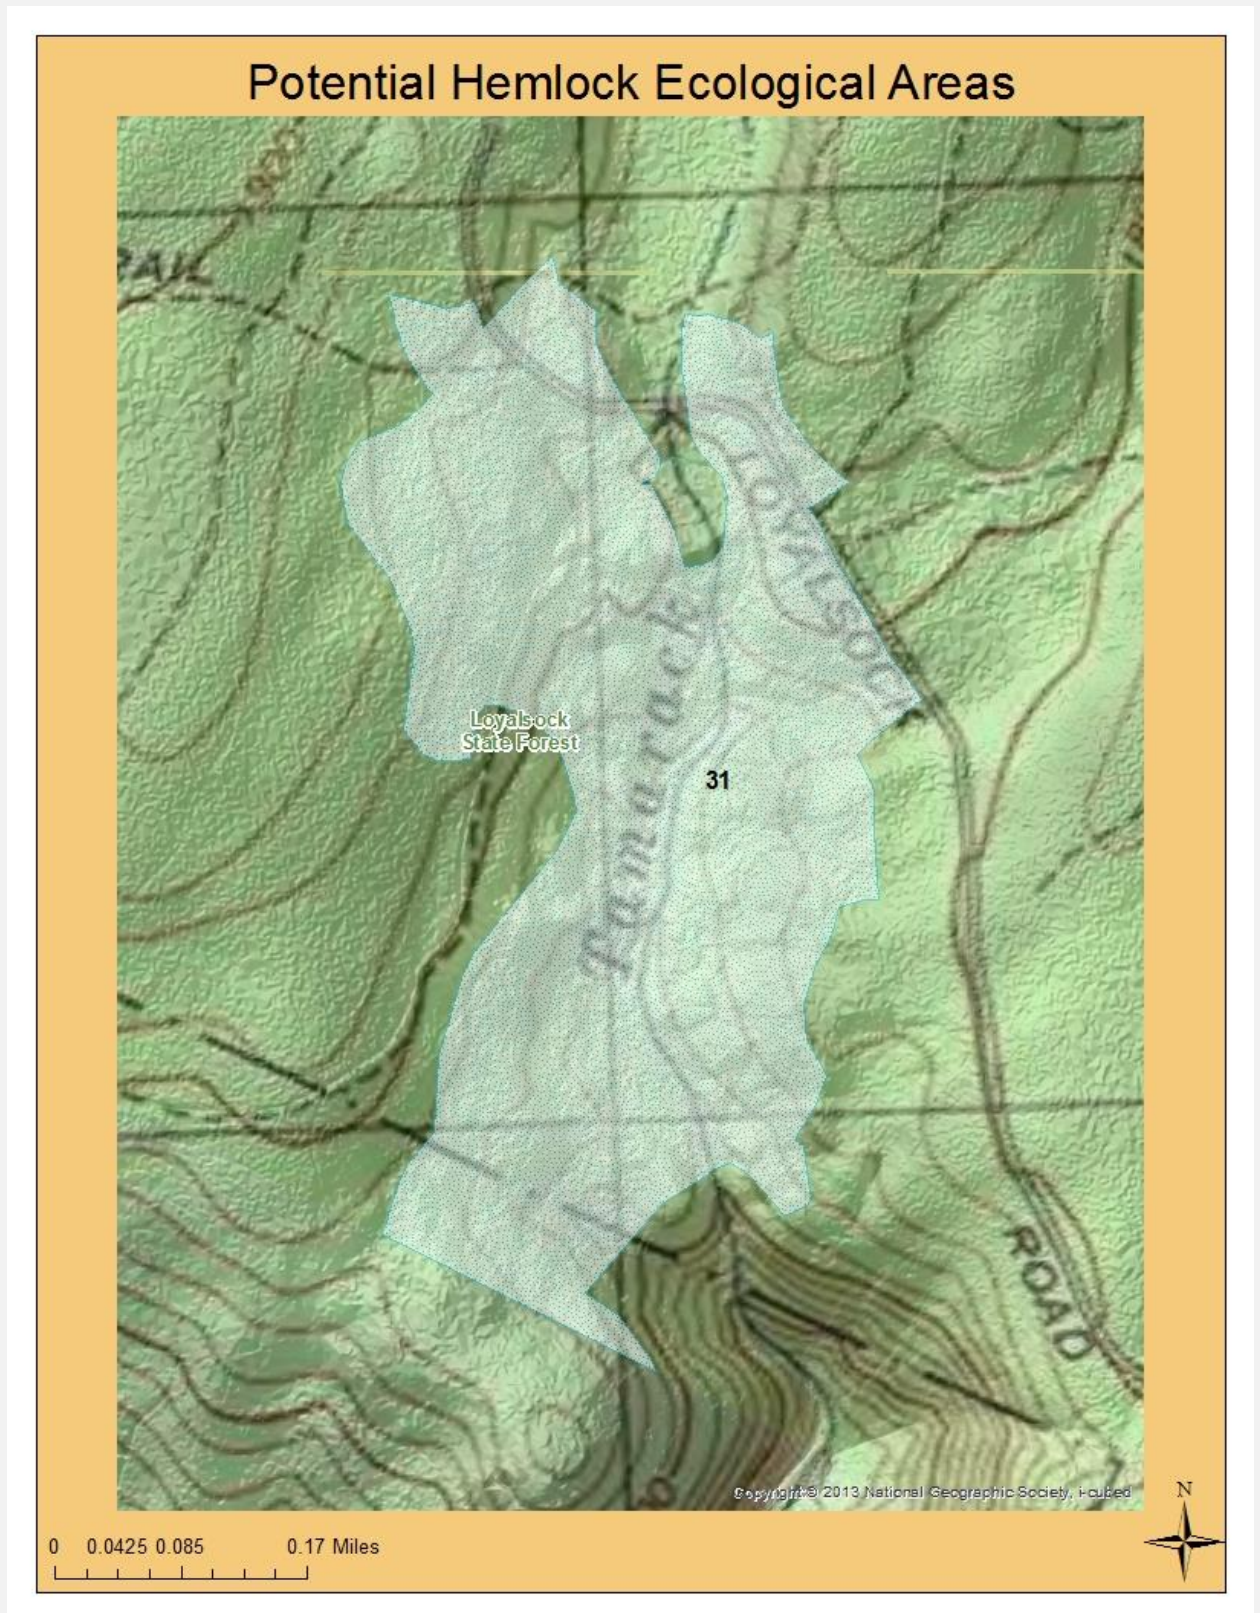 Potential Hemlock Ecological Areas
RAIL
LOYALSOCK
Tamarack
Loyalsock
State Forest
31
ROAD
Copyright:© 2013 National Geographic Society, i-cubed
N
0 0.0425 0.085 0.17 Miles